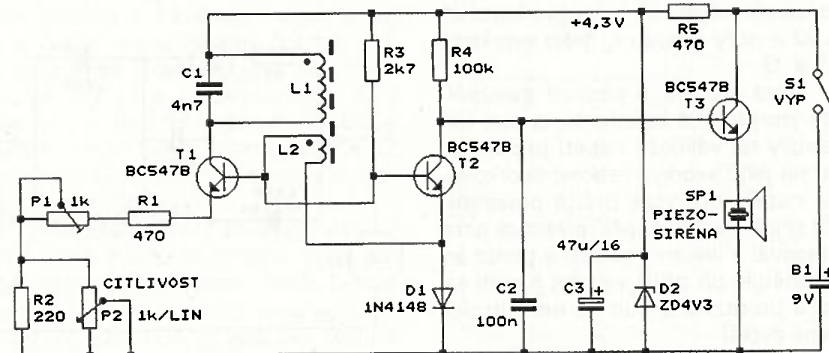 +4,3V
R5
470
R3
2k7
R4
100k
C1
4n7
L1
S1
VYP
BC547B
T3
L2
T1
BC547B
BC547B
T2
P1
1k
R1
470
SP1
PIEZO-
SIRÉNA
47u/16
CITLIVOST
R2
220
P2
1k/LIN
D1
1N4148
C2
100n
C3
+
D2
ZD4V3
B1
+
9V